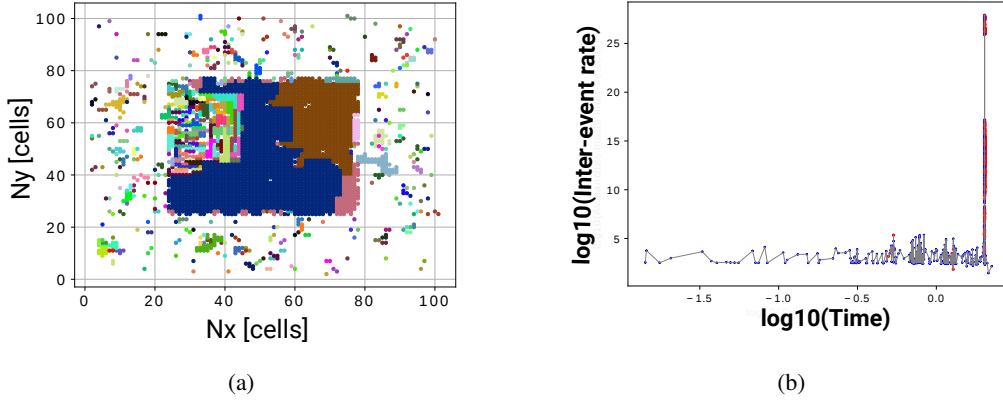 100
80
60
40
20
0
Ny [cells]
0 20 40 60 80 100
Nx [cells]
(a)
25
20
15
10
5
log10(Inter-event rate)
−1.5 −1.0 −0.5 0.0
log10(Time)
(b)